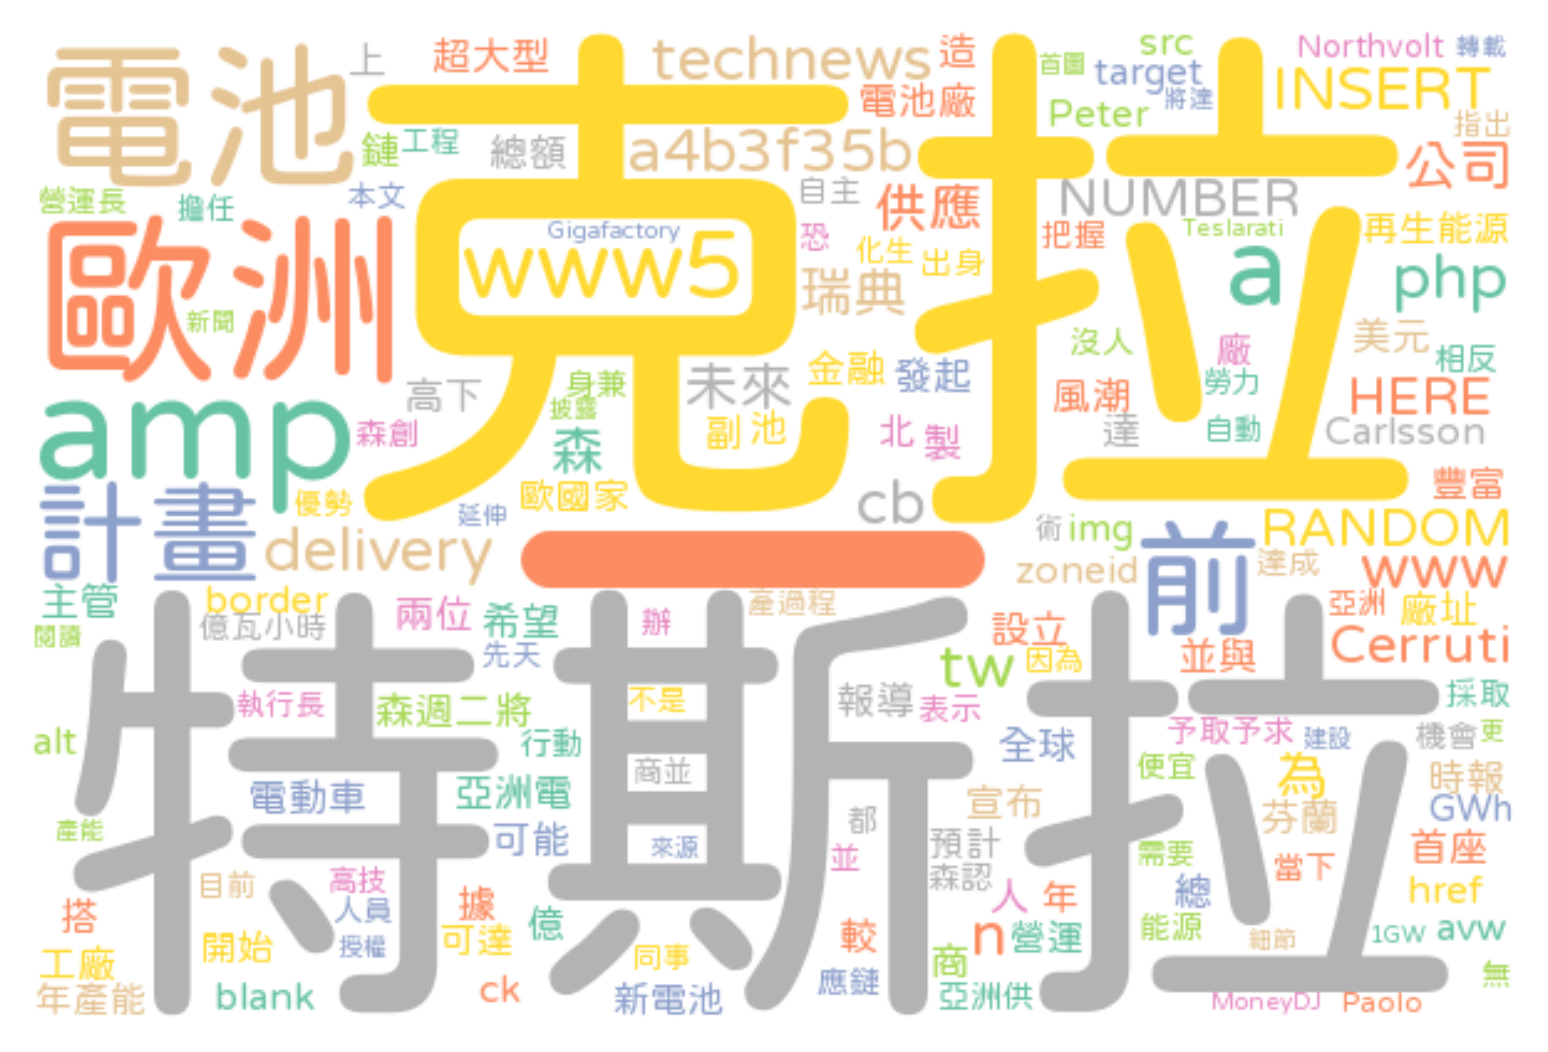 電池
上
超大型
technews
造
首圖
src
Northvolt
轉載
target
將達
INSERT
電池廠
Peter
指出
克拉
鏈
工程
總額
a4b3f35b
公司
營運長
擔任
本文
自主
供應
NUMBER
Gigafactory
恐
化生
出身
把握
Teslarati
再生能源
歐洲
www5
瑞典
a
php
新聞
沒人
廠
美元
相反
高下
身兼
未來
金融
發起
風潮
勞力
HERE
amp
森創
披露
森
副
池
北
製
達
自動
Carlsson
計畫
優勢
延伸
歐國家
cb
豐富
delivery
一
術
img
前
RANDOM
zoneid
達成
www
主管
border
億瓦小時
兩位
希望
辦
產過程
設立
亞洲
廠址
閱讀
先天
tw
因為
並與
Cerruti
特斯拉
執行長
森週二將
不是
報導
表示
採取
alt
行動
全球
予取予求
建設
機會
更
電動車
亞洲電
商並
宣布
便宜
為
時報
產能
可能
來源
都
預計
芬蘭
GWh
目前
高技
並
森認
需要
當下
首座
搭
人員
據
億
人
年
總
href
工廠
開始
授權
可達
同事
較
商
n
營運
能源
細節
1GW
avw
年產能
blank
ck
新電池
應鏈
亞洲供
MoneyDJ
Paolo
無